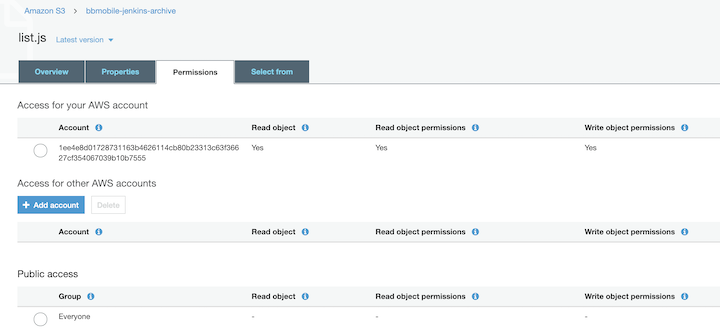 Amazon S3 > bbmobile-jenkins-archive
list.js Latest version
Overview Properties Permissions Select from
Access for your AWS account
Account Read object Read object permissions Write object permissions
1ee4e8d01728731163b4626114cb80b23313c63f366 Yes Yes Yes
27cf354067039b10b7555
Access for other AWS accounts
+ Add account Delete
Account Read object Read object permissions Write object permissions
Public access
Group Read object Read object permissions Write object permissions
Everyone - - -